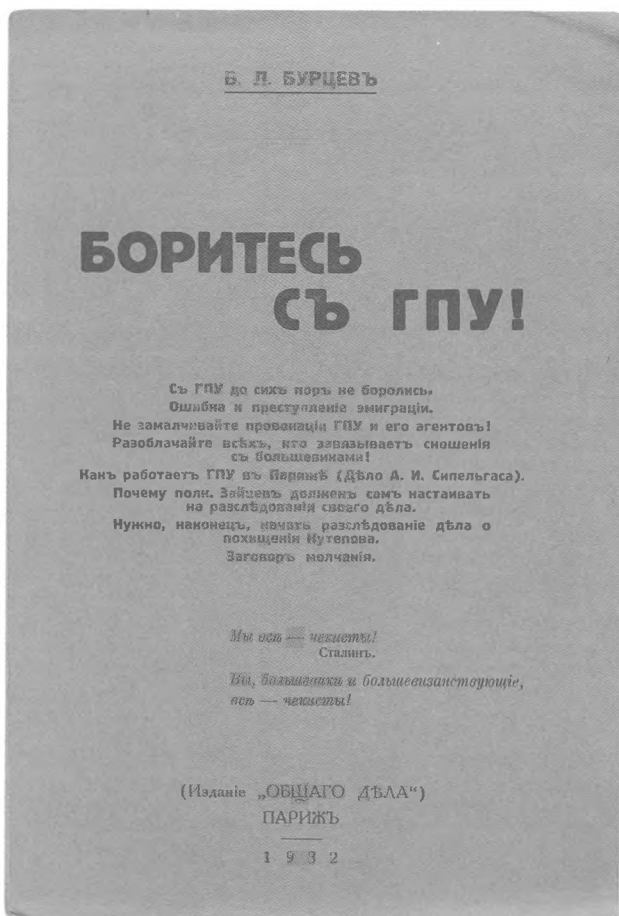 В. Л. БУРЦЕВЪ
БОРИТЕСЬ
СЪ ГПУ!
Съ ГПУ до сихъ поръ не боролись.
Ошибка и преступленіе эмиграціи.
Не замалчивайте провокаціи ГПУ и его агентовъ!
Разоблачайте всѣхъ, кто завязываетъ сношенія
съ большевиками!
Какъ работаетъ ГПУ въ Парижѣ (Дѣло А. И. Сипельгаса).
Почему полк. Зайцевъ долженъ самъ настаивать
на разслѣдованіи своего дѣла.
Нужно, наконецъ, начать разслѣдованіе дѣла о
похищеніи Кутепова.
Заговоръ молчанія.
Мы всѣ — чекисты!
Сталинъ.
Вы, большевики и большевизанствующіе,
всѣ — чекисты!
(Изданіе „ОБЩАГО ДѢЛА“)
ПАРИЖЪ
1932